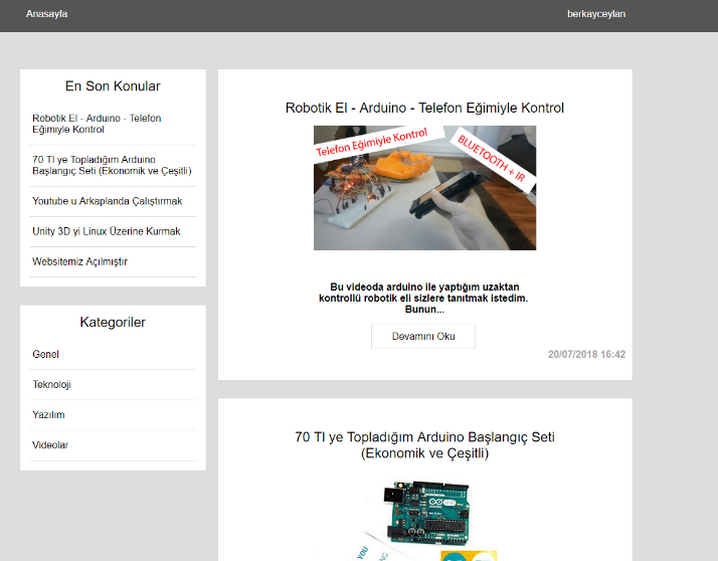 Anasayfa
berkayceylan
En Son Konular
Robotik El - Arduino - Telefon
Eğimiyle Kontrol
70 Tl ye Topladığım Arduino
Başlangıç Seti (Ekonomik ve Çeşitli)
Youtube u Arkaplanda Çalıştırmak
Unity 3D yi Linux Üzerine Kurmak
Websitemiz Açılmıştır
Kategoriler
Genel
Teknoloji
Yazılım
Videolar
Robotik El - Arduino - Telefon Eğimiyle Kontrol
Telefon Eğimiyle Kontrol
BLUETOOTH + IR
Bu videoda arduino ile yaptığım uzaktan
kontrollü robotik eli sizlere tanıtmak istedim.
Bunun...
Devamını Oku
20/07/2018 16:42
70 Tl ye Topladığım Arduino Başlangıç Seti
(Ekonomik ve Çeşitli)
YOU